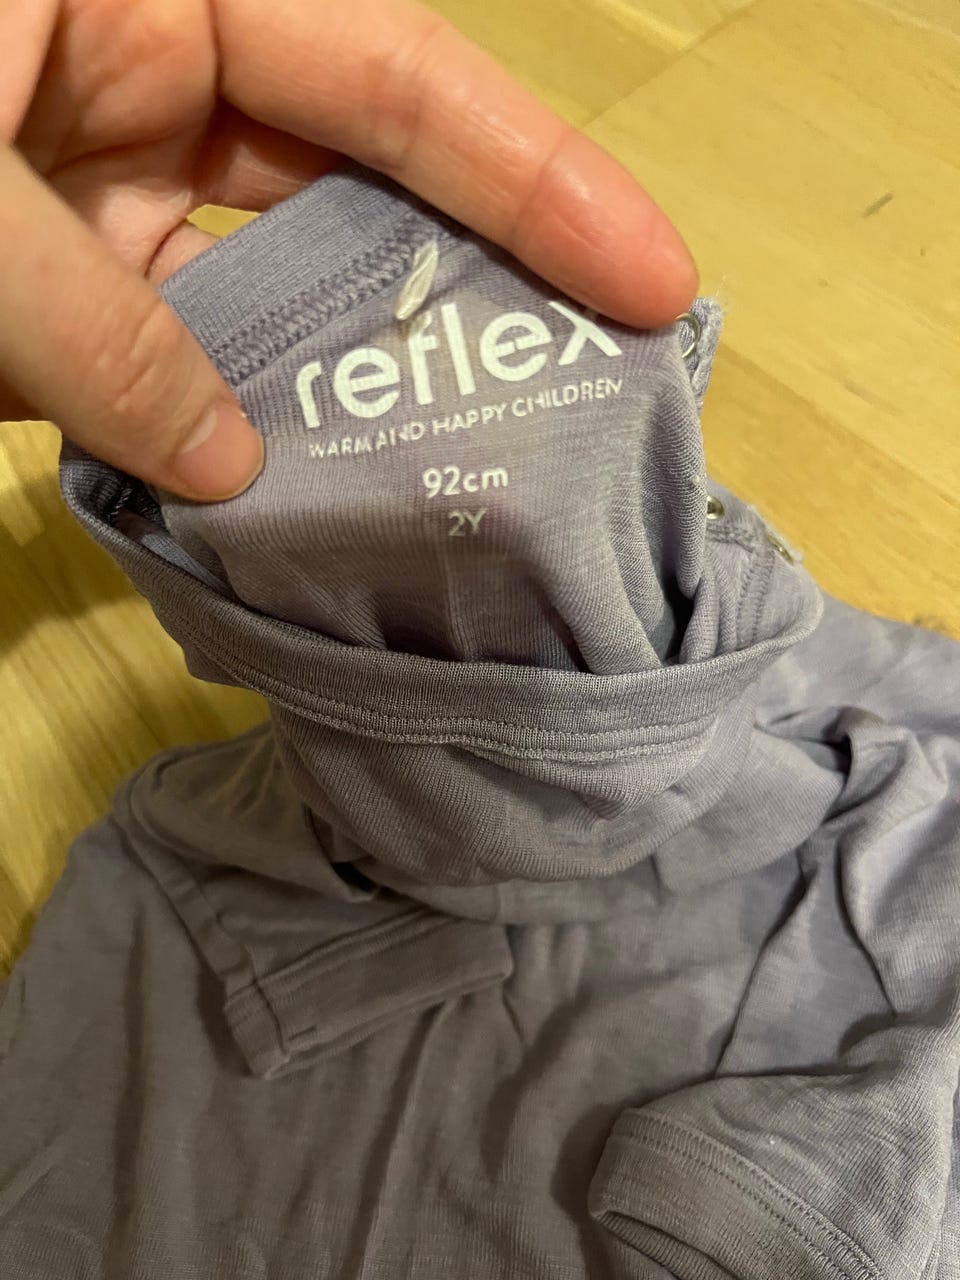 reflex
WARM AND HAPPY CHILDREN
92cm
2Y